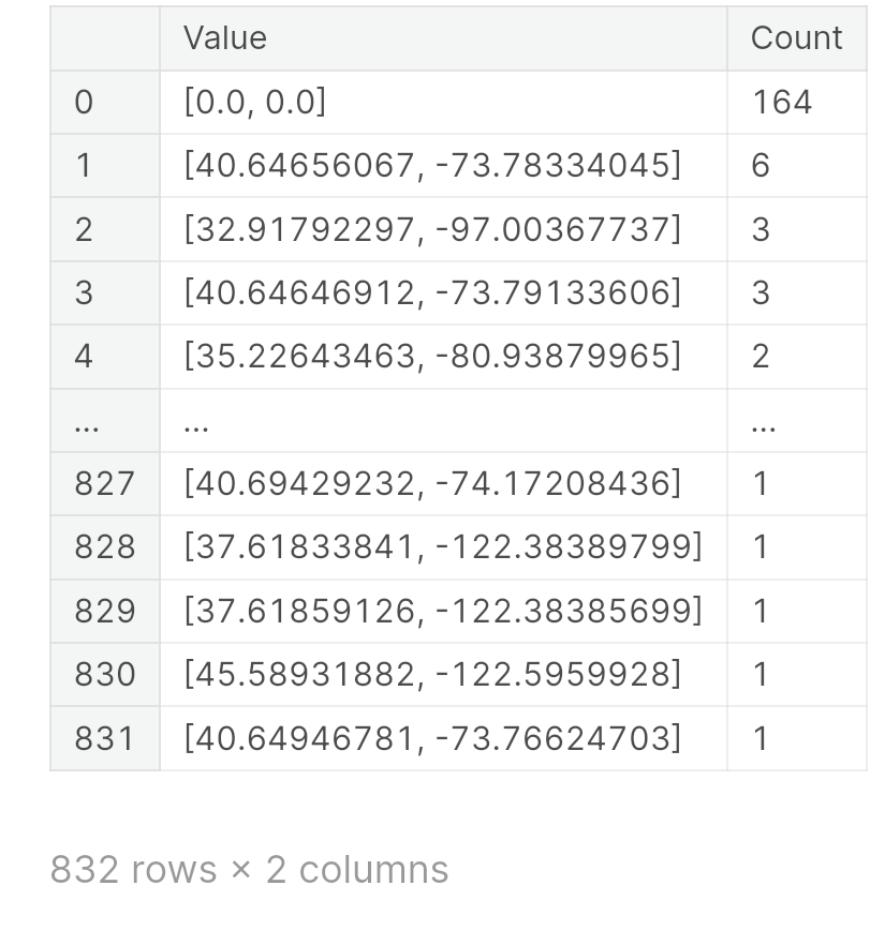 Value Count
0 [0.0, 0.0] 164
1 [40.64656067, -73.78334045] 6
2 [32.91792297, -97.00367737] 3
3 [40.64646912, -73.79133606] 3
4 [35.22643463, -80.93879965] 2
... ... ...
827 [40.69429232, -74.17208436] 1
828 [37.61833841, -122.38389799] 1
829 [37.61859126, -122.38385699] 1
830 [45.58931882, -122.5959928] 1
831 [40.64946781, -73.76624703] 1
832 rows × 2 columns